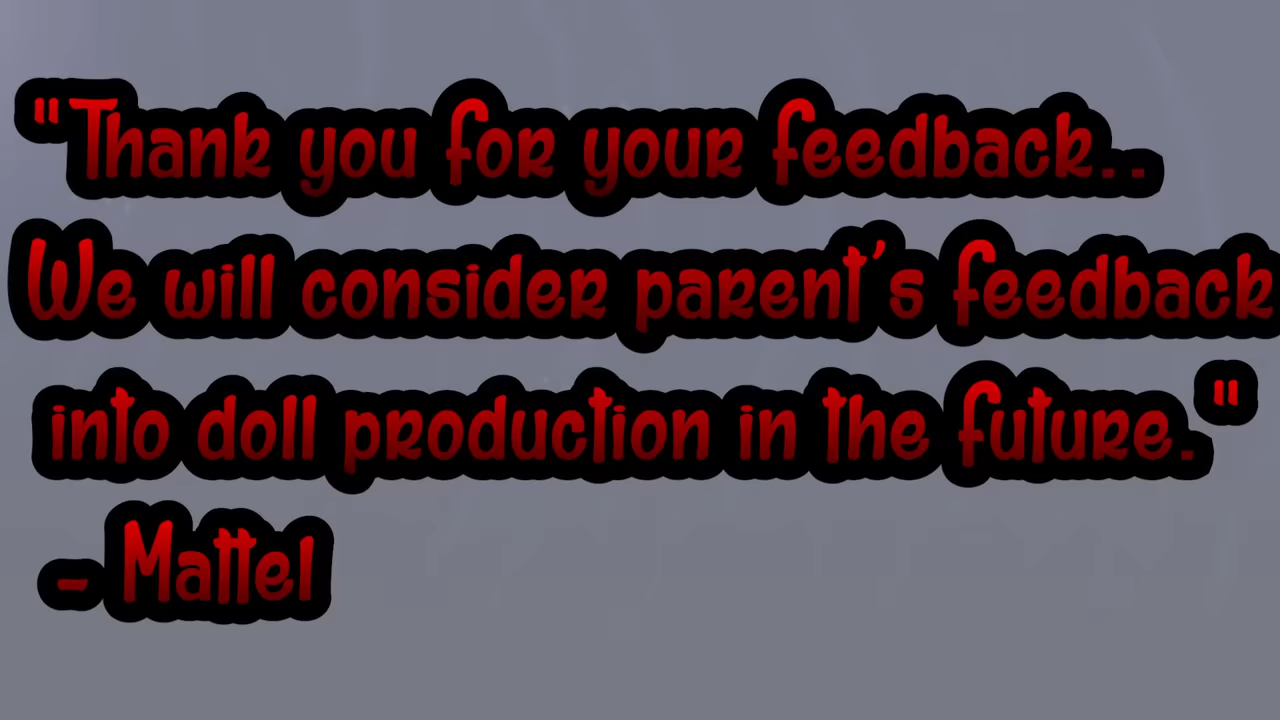 "Thank you for your feedback..
We will consider parent's feedback
into doll production in the future."
- Mattel